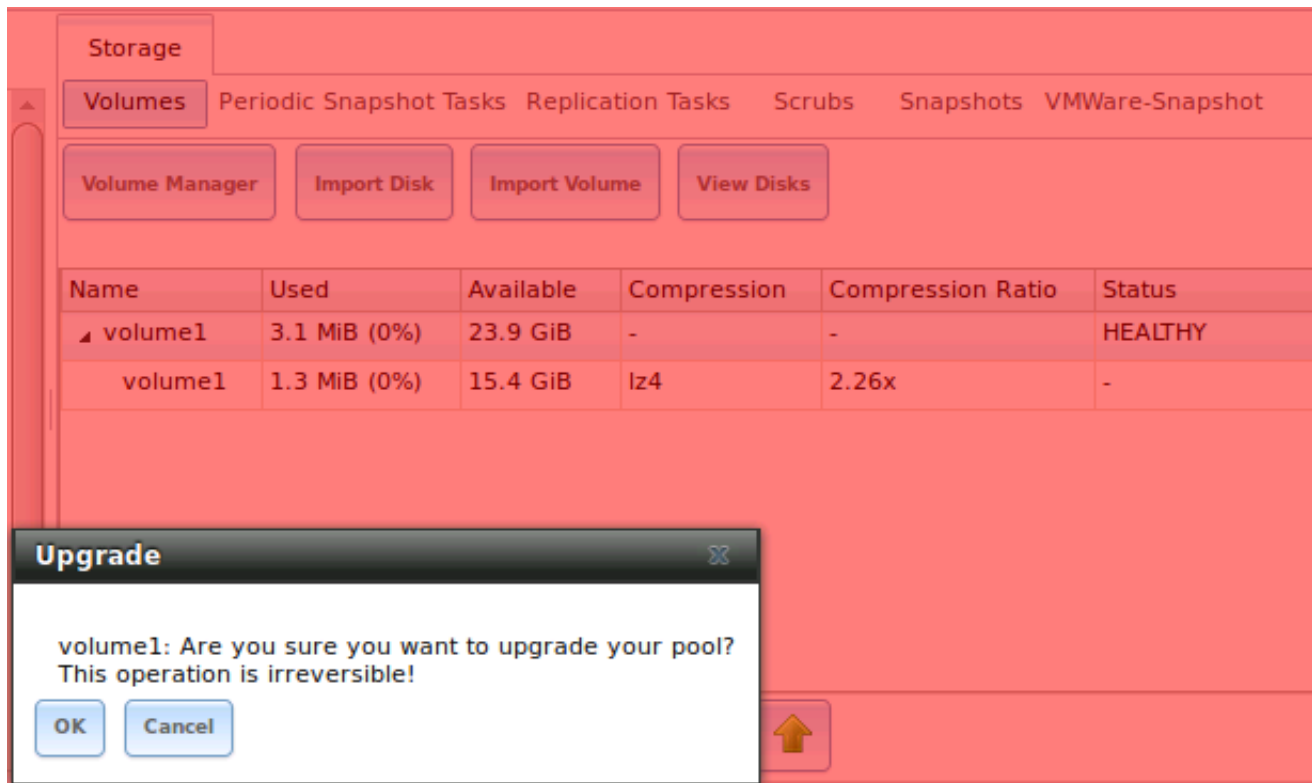 Storage
Volumes Periodic Snapshot Tasks Replication Tasks Scrubs Snapshots VMWare-Snapshot
Volume Manager Import Disk Import Volume View Disks
Name Used Available Compression Compression Ratio Status
volume1 3.1 MiB (0%) 23.9 GiB - - HEALTHY
volume1 1.3 MiB (0%) 15.4 GiB lz4 2.26x -
Upgrade
volume1: Are you sure you want to upgrade your pool?
This operation is irreversible!
OK Cancel